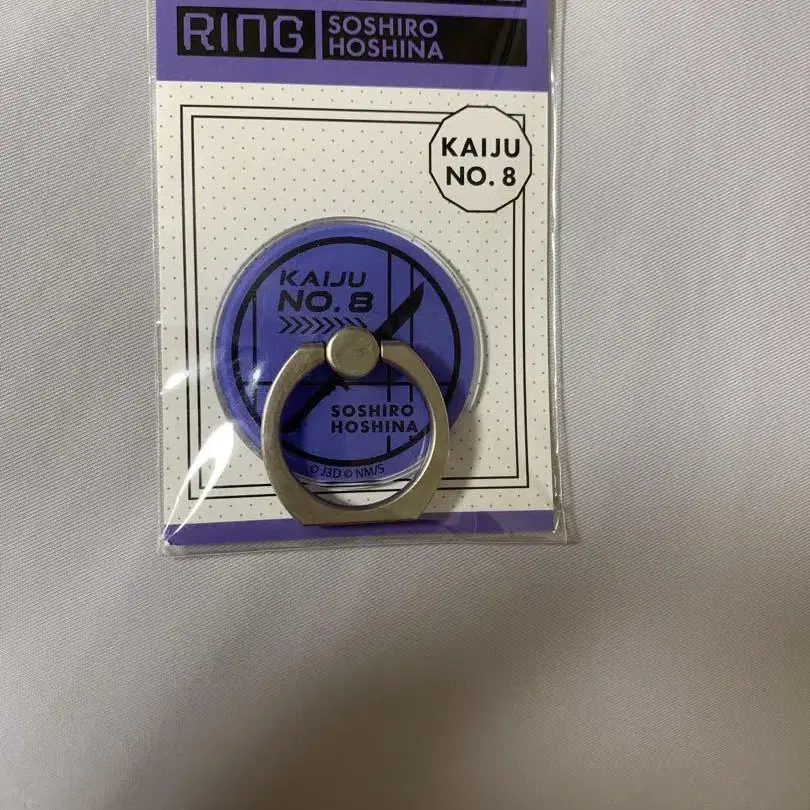 RING
SOSHIRO
HOSHINA
KAIJU
NO. 8
KAIJU
NO. 8
SOSHIRO
HOSHINA
© J3D © NM/S